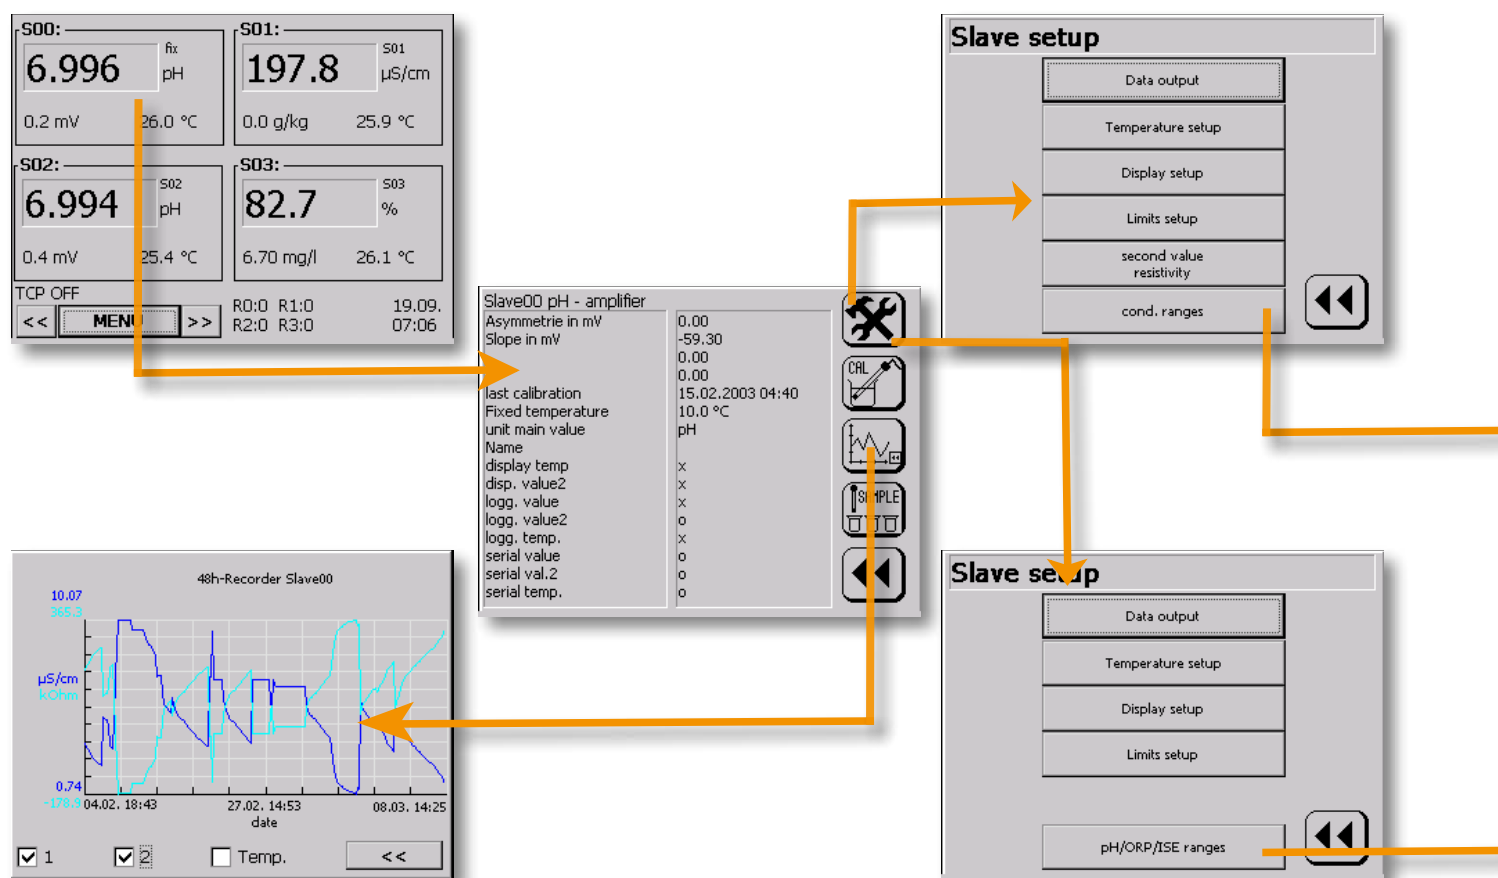 S00:
6.996
fix
pH
0.2 mV 26.0 °C
S01:
197.8
S01
µS/cm
0.0 g/kg 25.9 °C
S02:
6.994
S02
pH
0.4 mV 25.4 °C
S03:
82.7
S03
%
6.70 mg/l 26.1 °C
TCP OFF
<< MENU >>
R0:0 R1:0 19.09.
R2:0 R3:0 07:06
Slave00 pH - amplifier
Asymmetrie in mV 0.00
Slope in mV -59.30
0.00
0.00
last calibration 15.02.2003 04:40
Fixed temperature 10.0 °C
unit main value pH
Name
display temp x
disp. value2 x
logg. value x
logg. value2 o
logg. temp. x
serial value o
serial val.2 o
serial temp. o
CAL
SAMPLE
Slave setup
Data output
Temperature setup
Display setup
Limits setup
second value
resistivity
cond. ranges
48h-Recorder Slave00
10.07
365.3
µS/cm
kOhm
0.74
-178.9
04.02. 18:43 27.02. 14:53 08.03. 14:25
date
1 2 Temp. <<
Slave setup
Data output
Temperature setup
Display setup
Limits setup
pH/ORP/ISE ranges